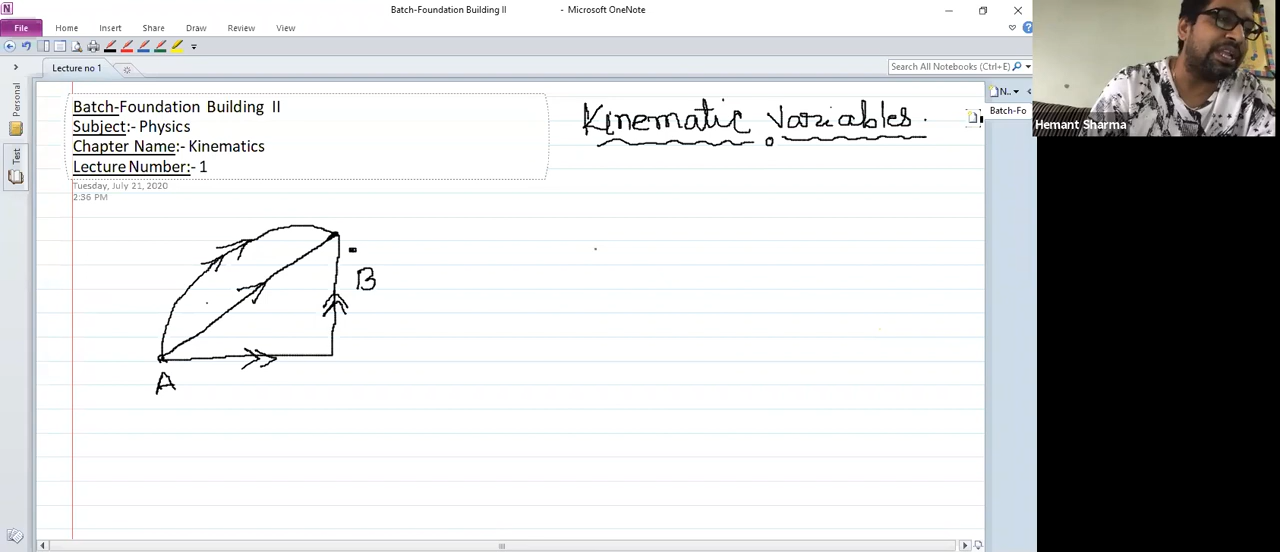 Batch-Foundation Building II - Microsoft OneNote
File Home Insert Share Draw Review View
Lecture no 1
Search All Notebooks (Ctrl+E)
Personal
Test
N..
Batch-Fo
Batch-Foundation Building II
Subject:- Physics
Chapter Name:- Kinematics
Lecture Number:- 1
Tuesday, July 21, 2020
2:36 PM
Kinematic Variables.
B
A
Hemant Sharma